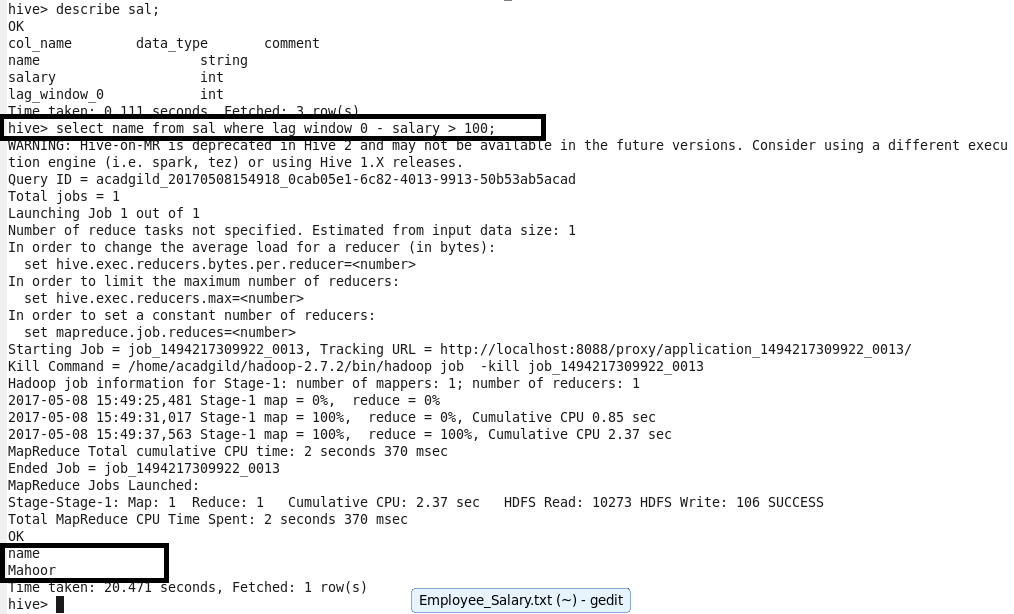 hive> describe sal;
OK
col_name        data_type       comment
name                    string
salary                  int
lag_window_0            int
Time taken: 0.111 seconds, Fetched: 3 row(s)
hive> select name from sal where lag window 0 - salary > 100;
WARNING: Hive-on-MR is deprecated in Hive 2 and may not be available in the future versions. Consider using a different execu
tion engine (i.e. spark, tez) or using Hive 1.X releases.
Query ID = acadgild_20170508154918_0cab05e1-6c82-4013-9913-50b53ab5acad
Total jobs = 1
Launching Job 1 out of 1
Number of reduce tasks not specified. Estimated from input data size: 1
In order to change the average load for a reducer (in bytes):
  set hive.exec.reducers.bytes.per.reducer=<number>
In order to limit the maximum number of reducers:
  set hive.exec.reducers.max=<number>
In order to set a constant number of reducers:
  set mapreduce.job.reduces=<number>
Starting Job = job_1494217309922_0013, Tracking URL = http://localhost:8088/proxy/application_1494217309922_0013/
Kill Command = /home/acadgild/hadoop-2.7.2/bin/hadoop job  -kill job_1494217309922_0013
Hadoop job information for Stage-1: number of mappers: 1; number of reducers: 1
2017-05-08 15:49:25,481 Stage-1 map = 0%,  reduce = 0%
2017-05-08 15:49:31,017 Stage-1 map = 100%,  reduce = 0%, Cumulative CPU 0.85 sec
2017-05-08 15:49:37,563 Stage-1 map = 100%,  reduce = 100%, Cumulative CPU 2.37 sec
MapReduce Total cumulative CPU time: 2 seconds 370 msec
Ended Job = job_1494217309922_0013
MapReduce Jobs Launched:
Stage-Stage-1: Map: 1  Reduce: 1   Cumulative CPU: 2.37 sec   HDFS Read: 10273 HDFS Write: 106 SUCCESS
Total MapReduce CPU Time Spent: 2 seconds 370 msec
OK
name
Mahoor
Time taken: 20.471 seconds, Fetched: 1 row(s)
hive>
Employee_Salary.txt (~) - gedit